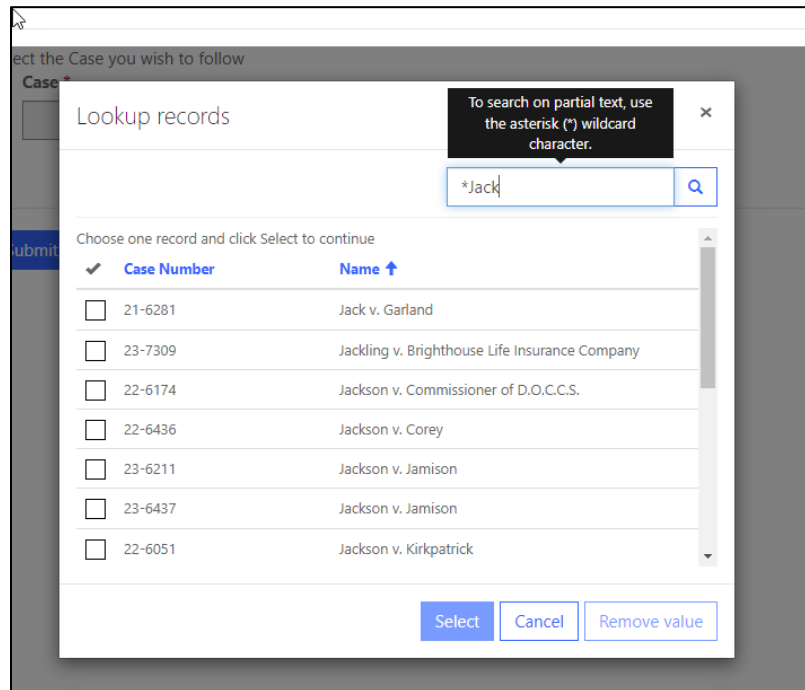 ect the Case you wish to follow
Case *
Lookup records
To search on partial text, use
the asterisk (*) wildcard
character.
×
*Jack
Choose one record and click Select to continue
Case Number Name
21-6281 Jack v. Garland
23-7309 Jackling v. Brighthouse Life Insurance Company
22-6174 Jackson v. Commissioner of D.O.C.C.S.
22-6436 Jackson v. Corey
23-6211 Jackson v. Jamison
23-6437 Jackson v. Jamison
22-6051 Jackson v. Kirkpatrick
ubmit
Select Cancel Remove value